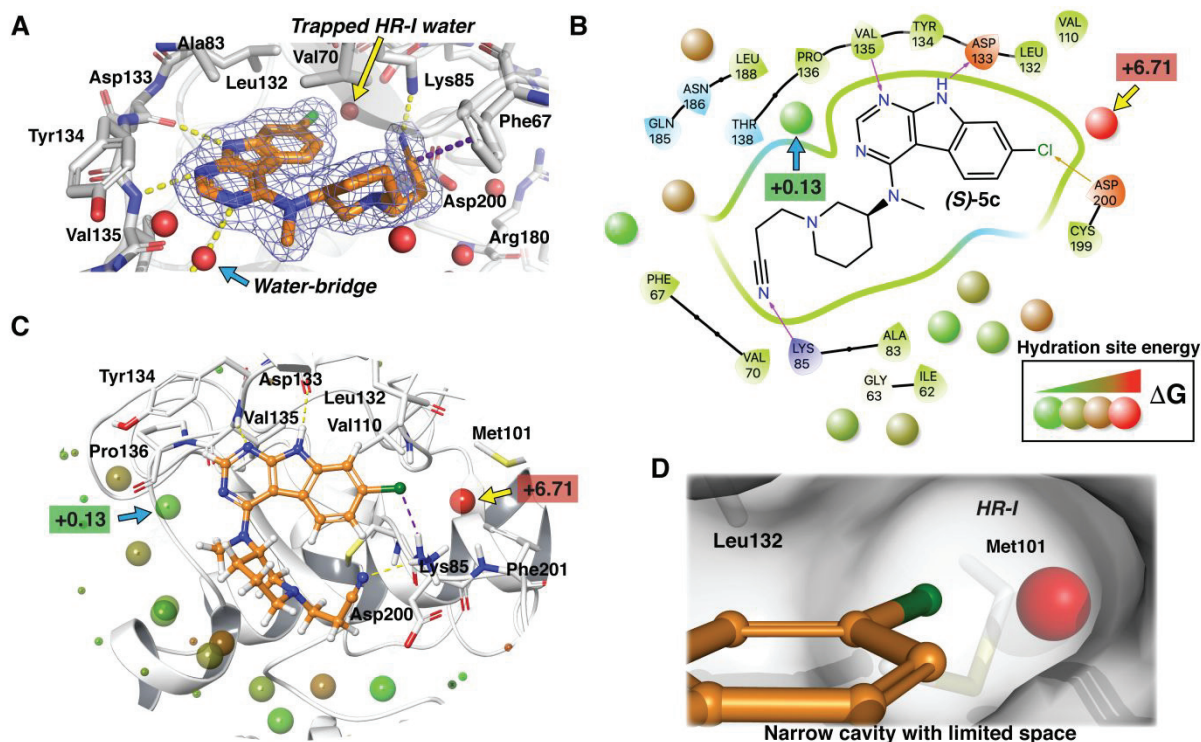 A
Trapped HR-I water
Ala83
Val70
Asp133
Leu132
Lys85
Tyr134
Phe67
Asp200
Val135
Arg180
Water-bridge
B
VAL
135
TYR
134
ASP
133
VAL
110
PRO
136
LEU
132
LEU
188
+6.71
ASN
186
GLN
185
THR
138
H
N
N
N
+0.13
Cl
N
(S)-5c
ASP
200
N
CYS
199
N
PHE
67
VAL
70
LYS
85
ALA
83
GLY
63
ILE
62
Hydration site energy
ΔG
C
Tyr134
Asp133
Leu132
Val135
Val110
Met101
Pro136
+6.71
+0.13
Lys85
Phe201
Asp200
D
HR-I
Leu132
Met101
Narrow cavity with limited space